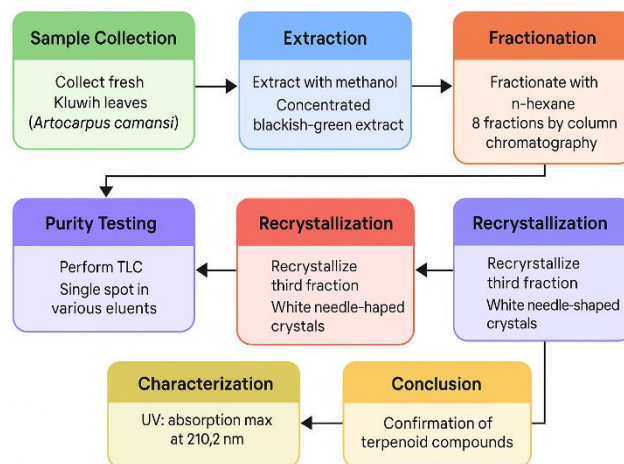 Sample Collection
Collect fresh
Kluwih leaves
(Artocarpus camansi)
Extraction
Extract with methanol
Concentrated
blackish-green extract
Fractionation
Fractionate with
n-hexane
8 fractions by column
chromatography
Purity Testing
Perform TLC
Single spot in
various eluents
Recrystallization
Recrystallize
third fraction
White needle-haped
crystals
Recrystallization
Recryrstallize
third fraction
White needle-shaped
crystals
Characterization
UV: absorption max
at 210,2 nm
Conclusion
Confirmation of
terpenoid compounds